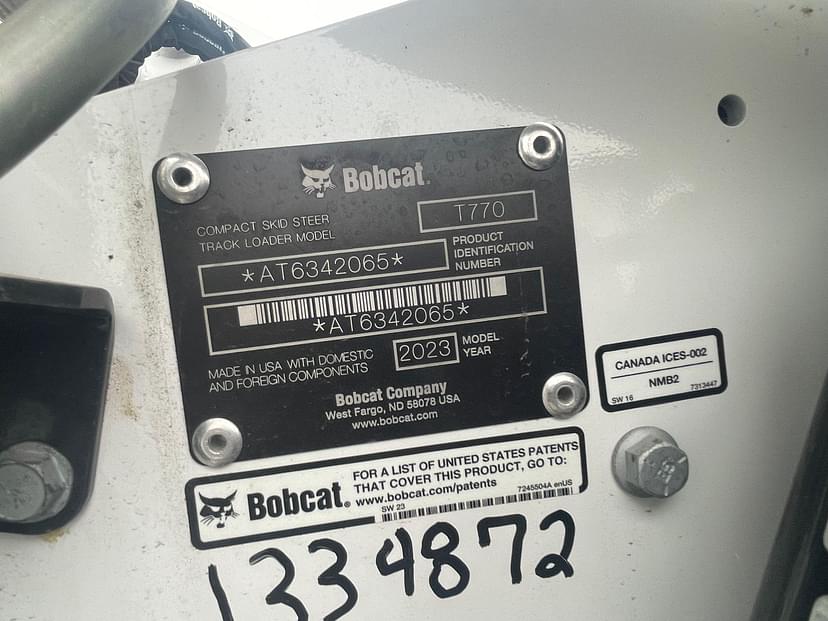 Bobcat
Bobcat.
COMPACT SKID STEER
TRACK LOADER MODEL
T770
*AT6342065*
PRODUCT
IDENTIFICATION
NUMBER
*AT6342065*
MADE IN USA WITH DOMESTIC
AND FOREIGN COMPONENTS
2023
MODEL
YEAR
Bobcat Company
West Fargo, ND 58078 USA
www.bobcat.com
CANADA ICES-002
NMB2
SW 16
7313447
Bobcat.
FOR A LIST OF UNITED STATES PATENTS
THAT COVER THIS PRODUCT, GO TO:
www.bobcat.com/patents
7245504A enUS
SW 23
1334872